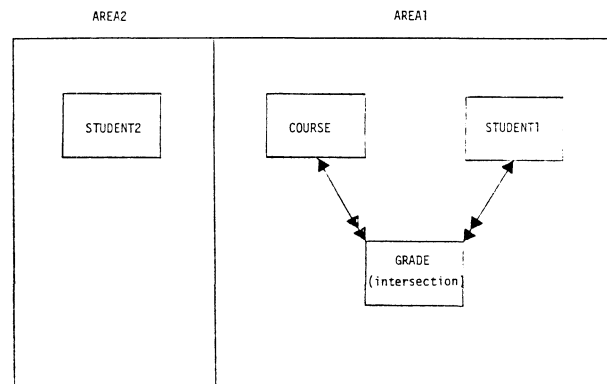 AREA2
AREA1
STUDENT2
COURSE
STUDENT1
GRADE
(intersection)